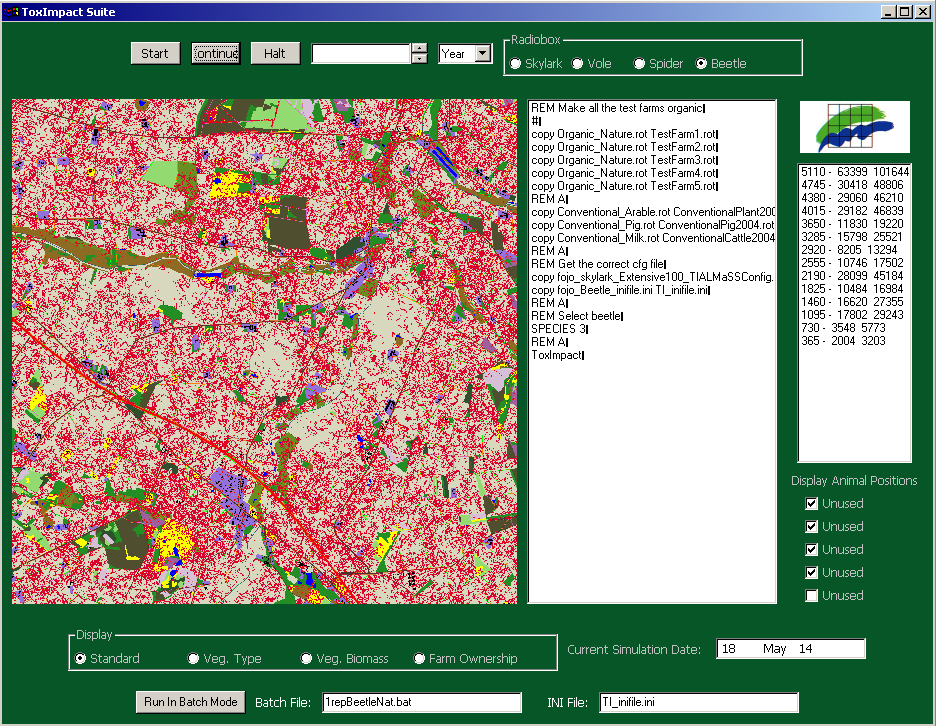 ToxImpact Suite
Start
ontinue
Halt
Year
Radiobox
Skylark
Vole
Spider
Beetle
REM Make all the test farms organic
#
copy Organic_Nature.rot TestFarm1.rot
copy Organic_Nature.rot TestFarm2.rot
copy Organic_Nature.rot TestFarm3.rot
copy Organic_Nature.rot TestFarm4.rot
copy Organic_Nature.rot TestFarm5.rot
REM A
copy Conventional_Arable.rot ConventionalPlant200
copy Conventional_Pig.rot ConventionalPig2004.rot
copy Conventional_Milk.rot ConventionalCattle2004
REM A
REM Get the correct cfg file
copy fojo_skylark_Extensive100_TIALMaSSConfig.
copy fojo_Beetle_inifile.ini TI_inifile.ini
REM A
REM Select beetle
SPECIES 3
REM A
ToxImpact
5110 - 63399 101644
4745 - 30418 48806
4380 - 29060 46210
4015 - 29182 46839
3650 - 11830 19220
3285 - 15798 25521
2920 - 8205 13294
2555 - 10746 17502
2190 - 28099 45184
1825 - 10484 16984
1460 - 16620 27355
1095 - 17802 29243
730 - 3548 5773
365 - 2004 3203
Display Animal Positions
Unused
Unused
Unused
Unused
Unused
Display
Standard
Veg. Type
Veg. Biomass
Farm Ownership
Current Simulation Date:
18 May 14
Run In Batch Mode
Batch File:
1repBeetleNat.bat
INI File:
TI_inifile.ini